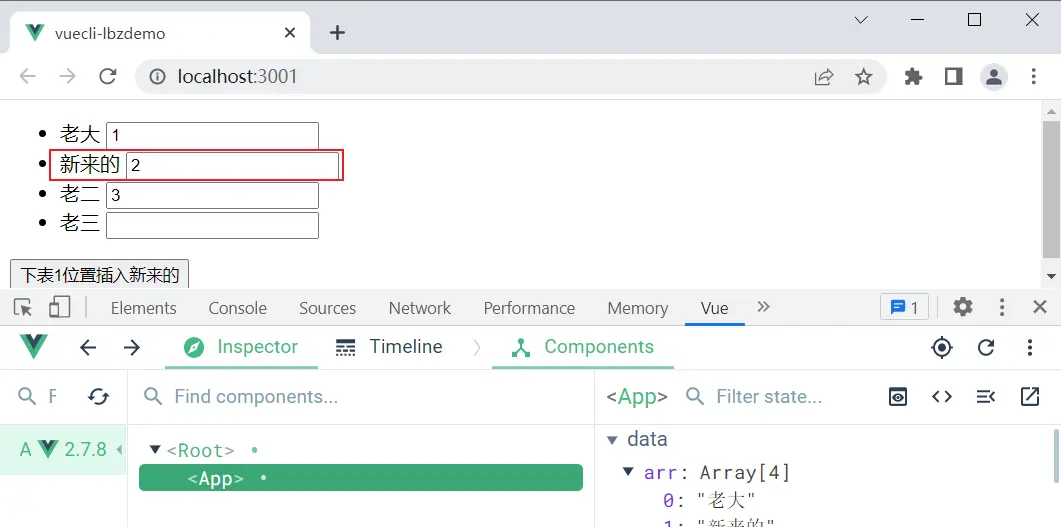 vuecli-lbzdemo
localhost:3001
老大 1
新来的 2
老二 3
老三
下表1位置插入新来的
Elements Console Sources Network Performance Memory Vue 1
Inspector Timeline Components
F Find components... <App> Filter state...
A 2.7.8 <Root>
<App>
data
arr: Array[4]
0: "老大"
1: "新来的"